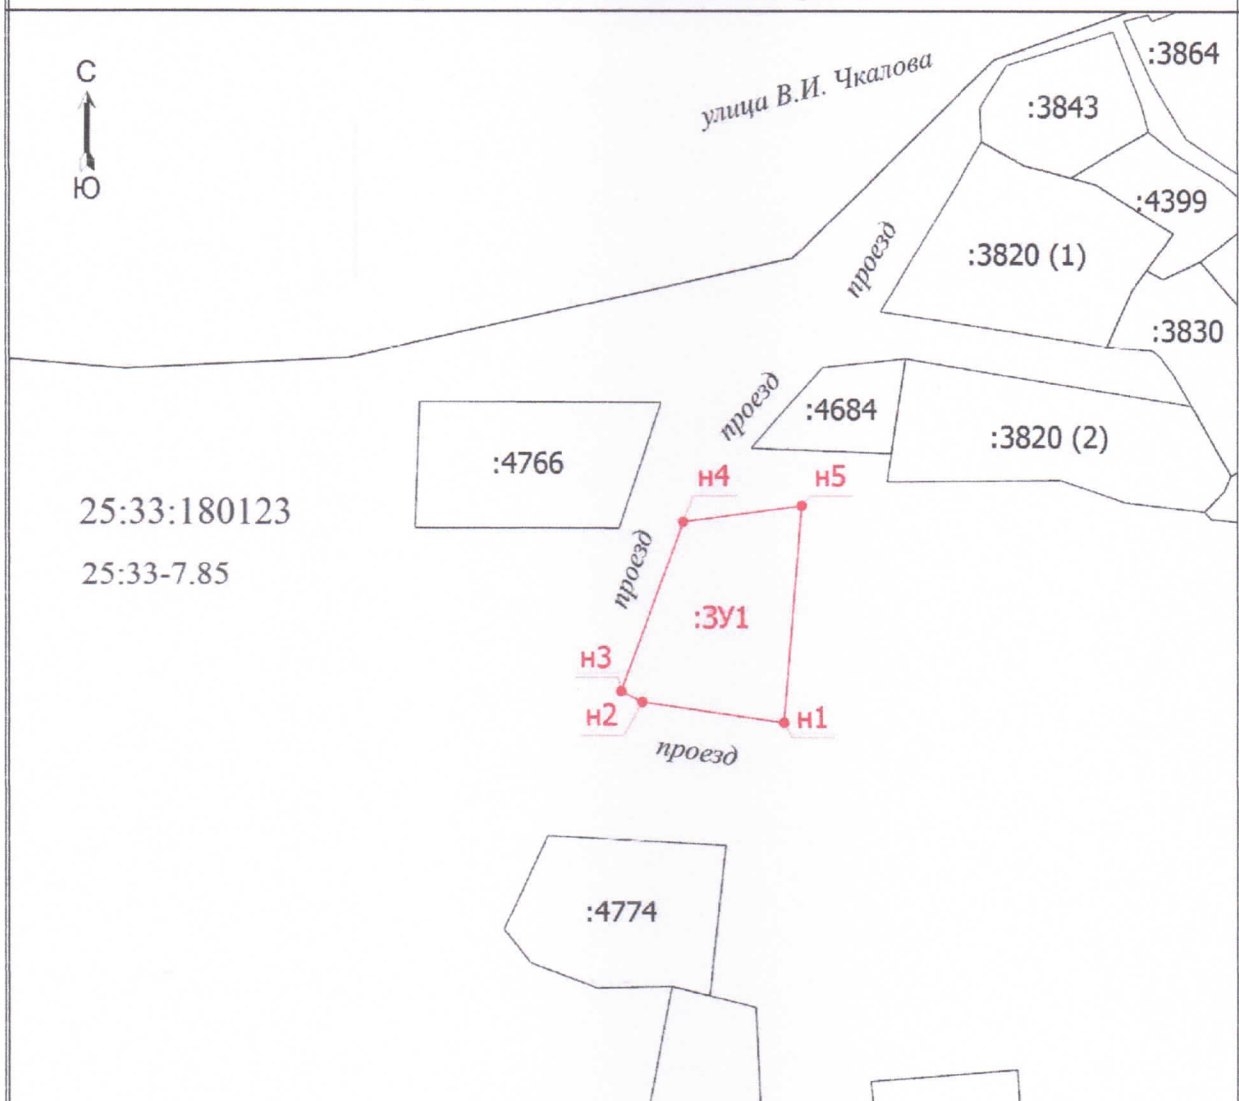 :3864
улица В.И. Чкалова
С
:3843
Ю
:4399
проезд
:3820 (1)
:3830
проезд
:4684
:3820 (2)
:4766
н4
н5
25:33:180123
проезд
25:33-7.85
:ЗУ1
н3
н2
н1
проезд
:4774